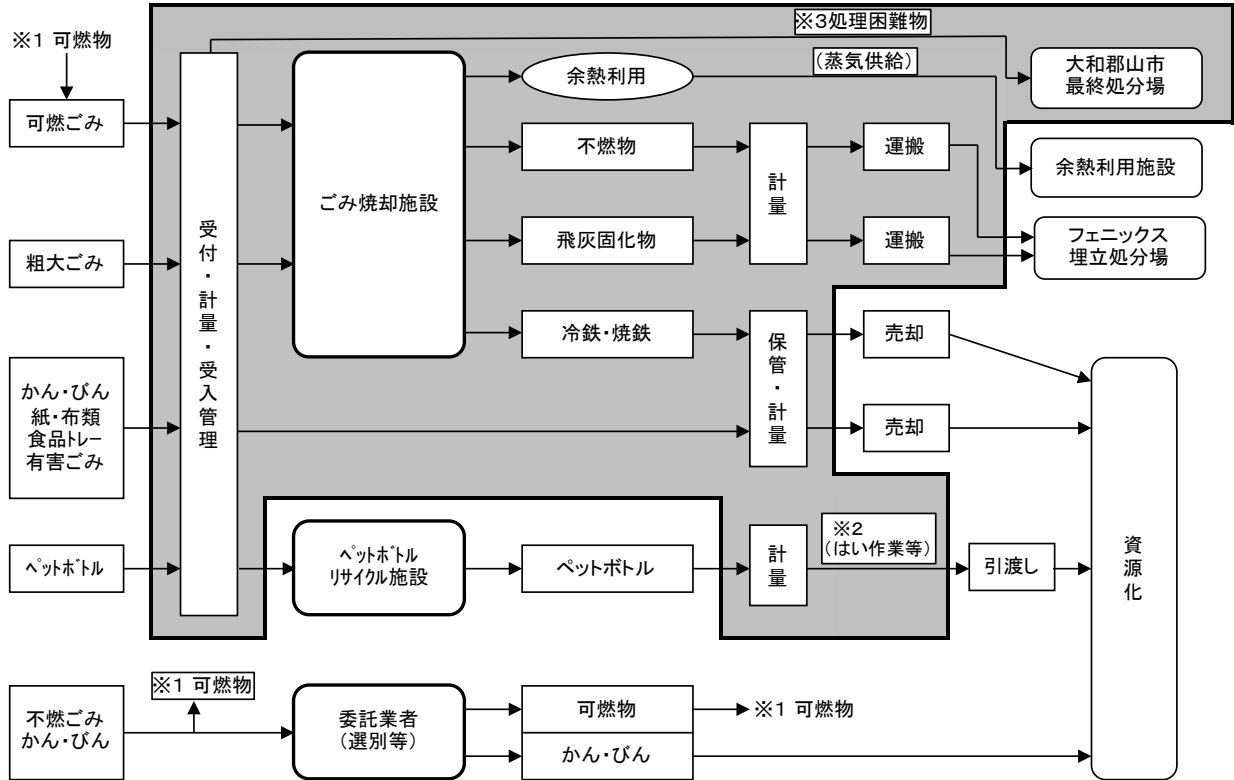 ※3処理困難物
※1 可燃物
大和郡山市
最終処分場
余熱利用
(蒸気供給)
可燃ごみ
不燃物
運搬
余熱利用施設
計量
ごみ焼却施設
受付・計量・受入管理
飛灰固化物
運搬
フェニックス
埋立処分場
粗大ごみ
冷鉄・焼鉄
売却
保管・計量
かん・びん
紙・布類
食品トレー
有害ごみ
売却
資源化
ペットボトル
ペットボトル
リサイクル施設
ペットボトル
計量
※2
(はい作業等)
引渡し
※1 可燃物
不燃ごみ
かん・びん
委託業者
(選別等)
可燃物
※1 可燃物
かん・びん